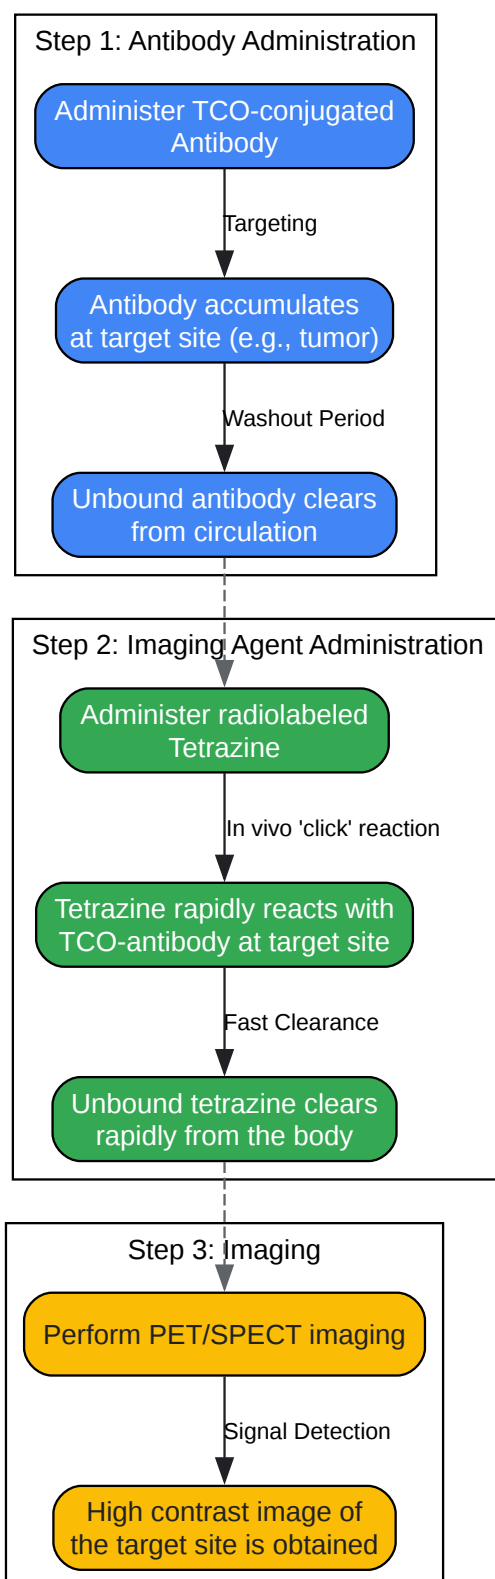 Step 1: Antibody Administration
Administer TCO-conjugated
Antibody
Targeting
Antibody accumulates
at target site (e.g., tumor)
Washout Period
Unbound antibody clears
from circulation
Step 2: Imaging Agent Administration
Administer radiolabeled
Tetrazine
In vivo 'click' reaction
Tetrazine rapidly reacts with
TCO-antibody at target site
Fast Clearance
Unbound tetrazine clears
rapidly from the body
Step 3: Imaging
Perform PET/SPECT imaging
Signal Detection
High contrast image of
the target site is obtained